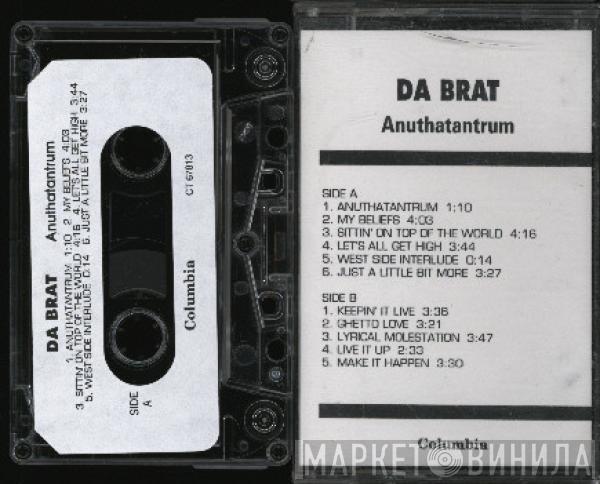 DA BRAT Anuthatantrum
1. ANUTHATANTRUM 1:10 2. MY BELIEFS 4:03
3. SITTIN' ON TOP OF THE WORLD 4:16 4. LET'S ALL GET HIGH 3:44
5. WEST SIDE INTERLUDE 0:14 6. JUST A LITTLE BIT MORE 3:27
SIDE
A
CT 67813
Columbia
DA BRAT
Anuthatantrum
SIDE A
1. ANUTHATANTRUM 1:10
2. MY BELIEFS 4:03
3. SITTIN' ON TOP OF THE WORLD 4:16
4. LET'S ALL GET HIGH 3:44
5. WEST SIDE INTERLUDE 0:14
6. JUST A LITTLE BIT MORE 3:27
SIDE B
1. KEEPIN' IT LIVE 3:36
2. GHETTO LOVE 3:21
3. LYRICAL MOLESTATION 3:47
4. LIVE IT UP 2:33
5. MAKE IT HAPPEN 3:30
Columbia
МАРКЕТ ВИНИЛА